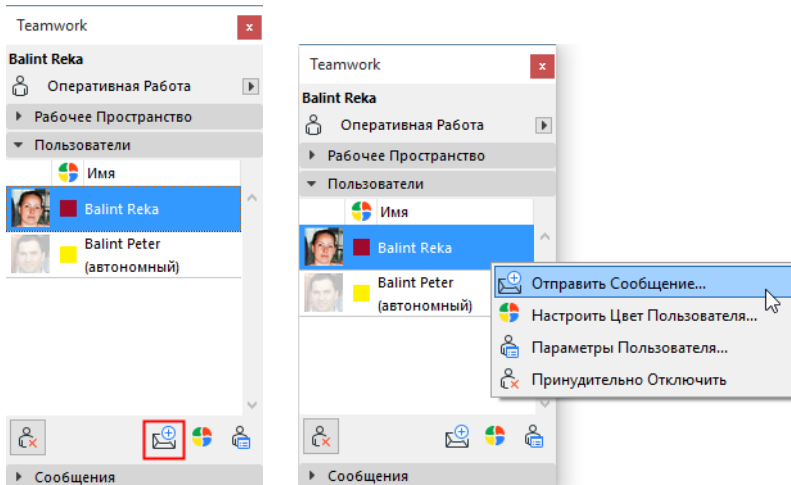 Teamwork
Balint Reka
Оперативная Работа
Рабочее Пространство
Пользователи
Имя
Balint Reka
Balint Peter
(автономный)
Сообщения
Teamwork
Balint Reka
Оперативная Работа
Рабочее Пространство
Пользователи
Имя
Balint Reka
Balint Peter
(автономный)
Отправить Сообщение...
Настроить Цвет Пользователя...
Параметры Пользователя...
Принудительно Отключить
Сообщения